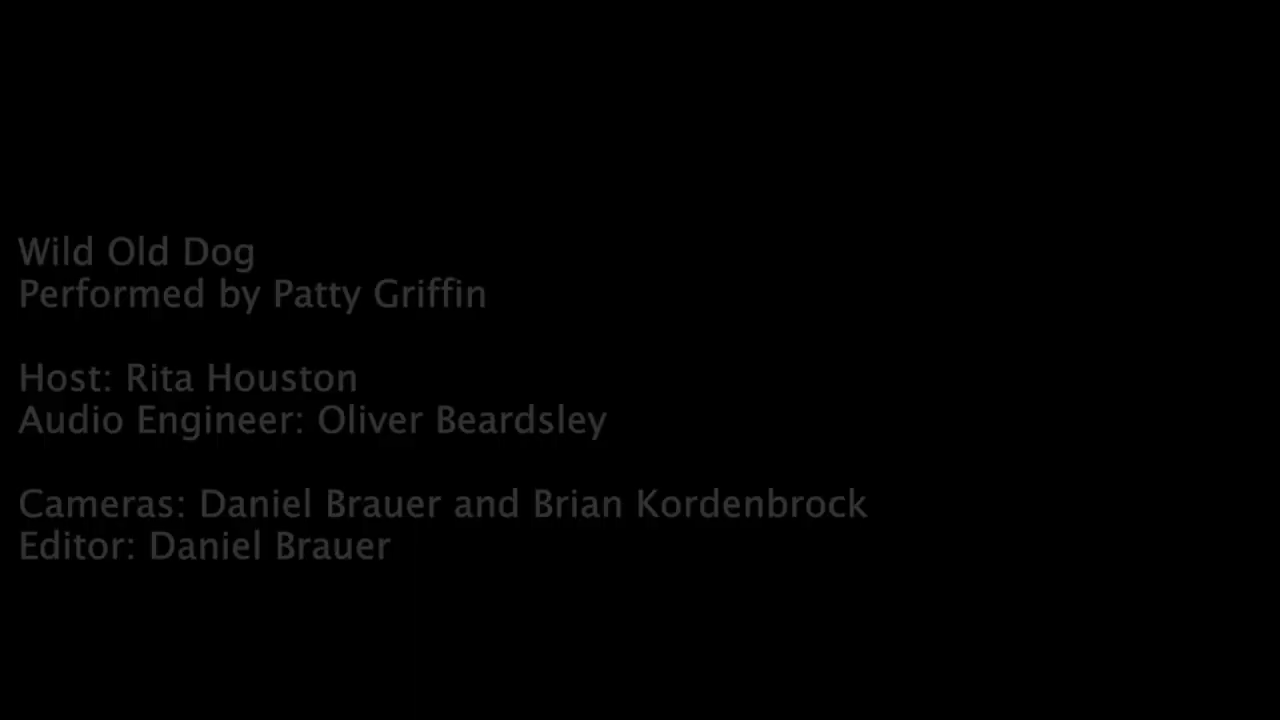 Wild Old Dog
Performed by Patty Griffin
Host: Rita Houston
Audio Engineer: Oliver Beardsley
Cameras: Daniel Brauer and Brian Kordenbrock
Editor: Daniel Brauer